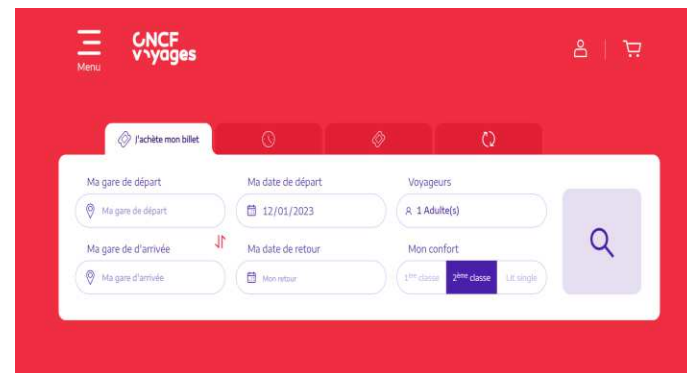 ONCF
voyages
Menu
J'achète mon billet
Ma gare de départ
Ma date de départ
Voyageurs
Ma gare de départ
12/01/2023
1 Adulte(s)
Ma gare d'arrivée
Ma date de retour
Mon confort
Ma gare d'arrivée
Mon retour
1ère classe
2ème classe
Lit single